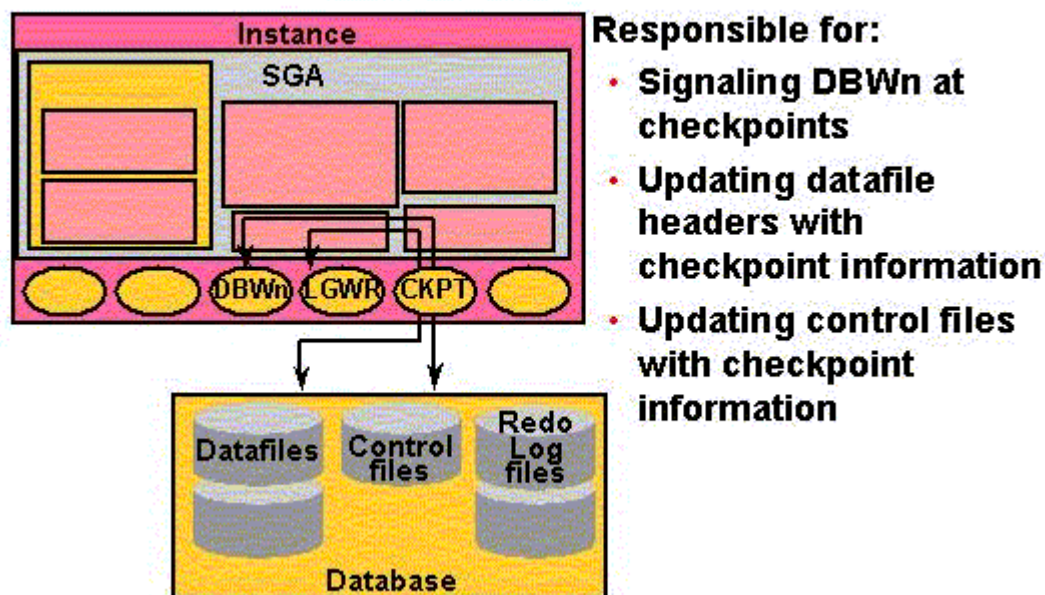 Instance
SGA
DBWn
LGWR
CKPT
Datafiles
Control
files
Redo
Log
files
Database
Responsible for:
• Signaling DBWn at
checkpoints
• Updating datafile
headers with
checkpoint information
• Updating control files
with checkpoint
information